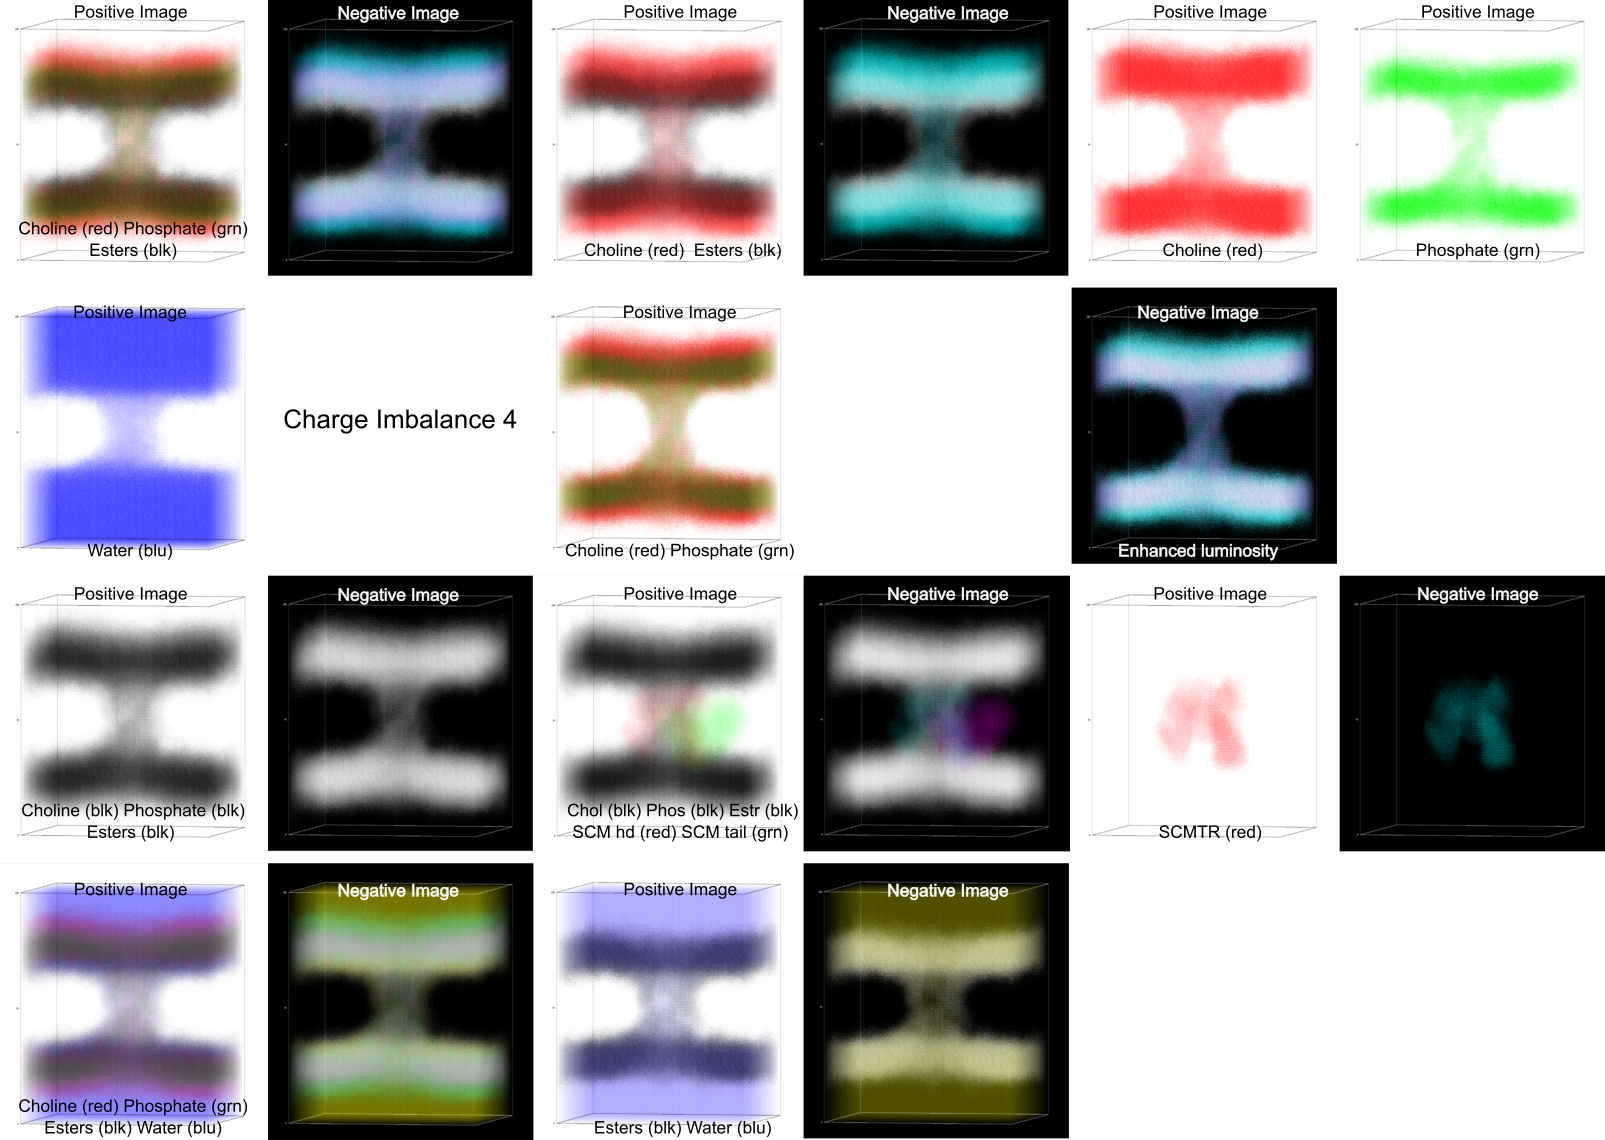 Positive Image
Negative Image
Positive Image
Negative Image
Positive Image
Positive Image
Choline (red) Phosphate (grn)
Esters (blk)
Choline (red) Esters (blk)
Choline (red)
Phosphate (grn)
Positive Image
Positive Image
Negative Image
Charge Imbalance 4
Water (blu)
Choline (red) Phosphate (grn)
Enhanced luminosity
Positive Image
Negative Image
Positive Image
Negative Image
Positive Image
Negative Image
Choline (blk) Phosphate (blk)
Esters (blk)
Chol (blk) Phos (blk) Estr (blk)
SCM hd (red) SCM tail (grn)
SCMTR (red)
Positive Image
Negative Image
Positive Image
Negative Image
Choline (red) Phosphate (grn)
Esters (blk) Water (blu)
Esters (blk) Water (blu)